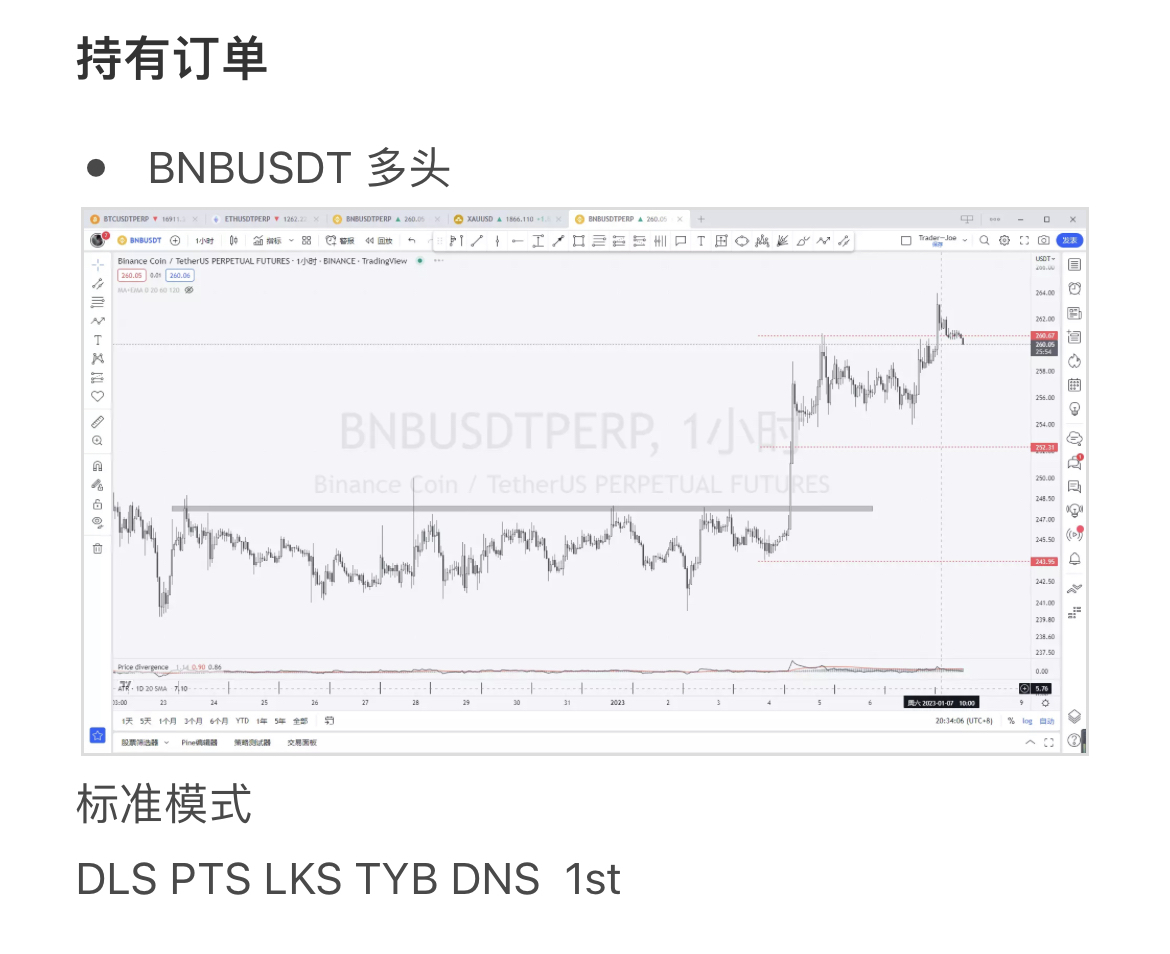 持有订单
BNBUSDT 多头
BTCUSDTPERP ▼ 16911. ETHUSDTPERP ▼ 1262.2 BNBUSDTPERP ▲ 260.05 XAUUSD ▲ 1866.110 +1. BNBUSDTPERP ▲ 260.05
BNBUSDT 1小时 指标 警报 回放 Trader-Joe 保存 发表
Binance Coin / TetherUS PERPETUAL FUTURES · 1小时 · BINANCE · TradingView USDT
260.05 0.01 260.06
MA+EMA 0 20 60 120
264.00
262.00
260.67
260.05
25:54
258.00
256.00
254.00
BNBUSDTPERP, 1小时
252.31
Binance Coin / TetherUS PERPETUAL FUTURES
250.00
248.50
247.00
245.50
243.95
242.50
241.00
239.80
238.60
237.50
Price divergence 1.14 0.90 0.86
0.00
ATR · 1D 20 SMA 7.10 5.76
03:00 23 24 25 26 27 28 29 30 31 2023 2 3 4 5 6 周六 2023-01-07 10:00 9
1天 5天 1个月 3个月 6个月 YTD 1年 5年 全部 20:34:06 (UTC+8) % log 自动
股票筛选器 Pine编辑器 策略测试器 交易面板
标准模式
DLS PTS LKS TYB DNS 1st